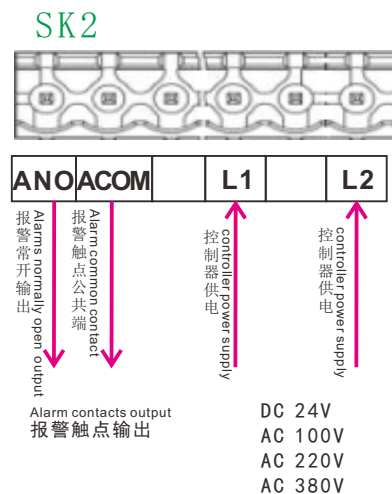 SK2
ANO ACOM L1 L2
报警常开输出
Alarms normally open output
报警触点公共端
Alarm common contact
控制器供电
controller power supply
控制器供电
controller power supply
Alarm contacts output
报警触点输出
DC 24V
AC 100V
AC 220V
AC 380V